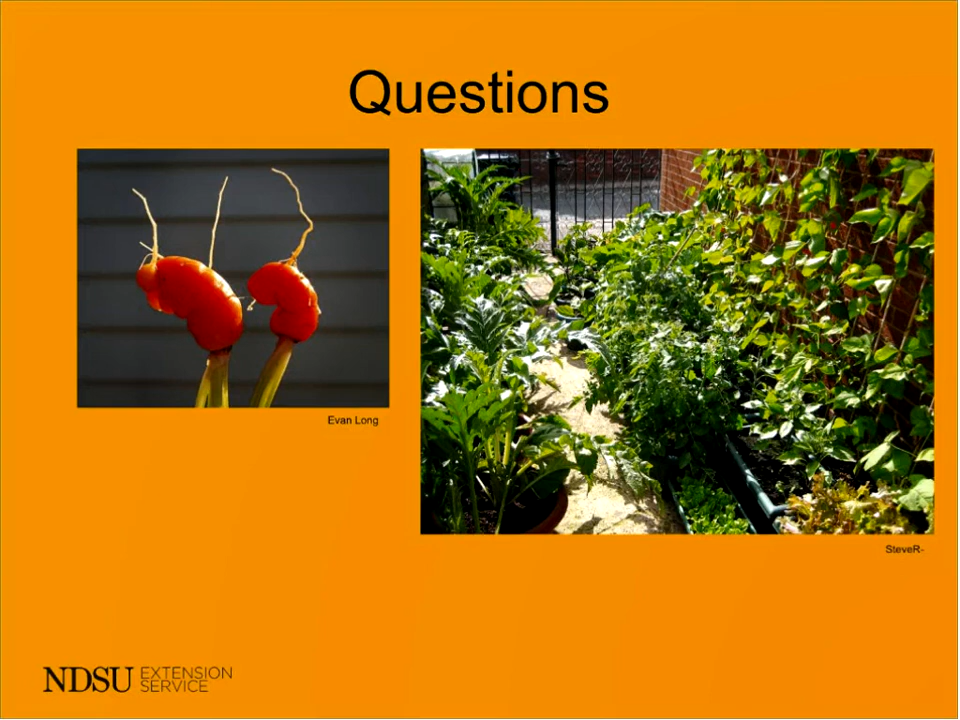 Questions
Evan Long
SteveR-
NDSU EXTENSION
SERVICE